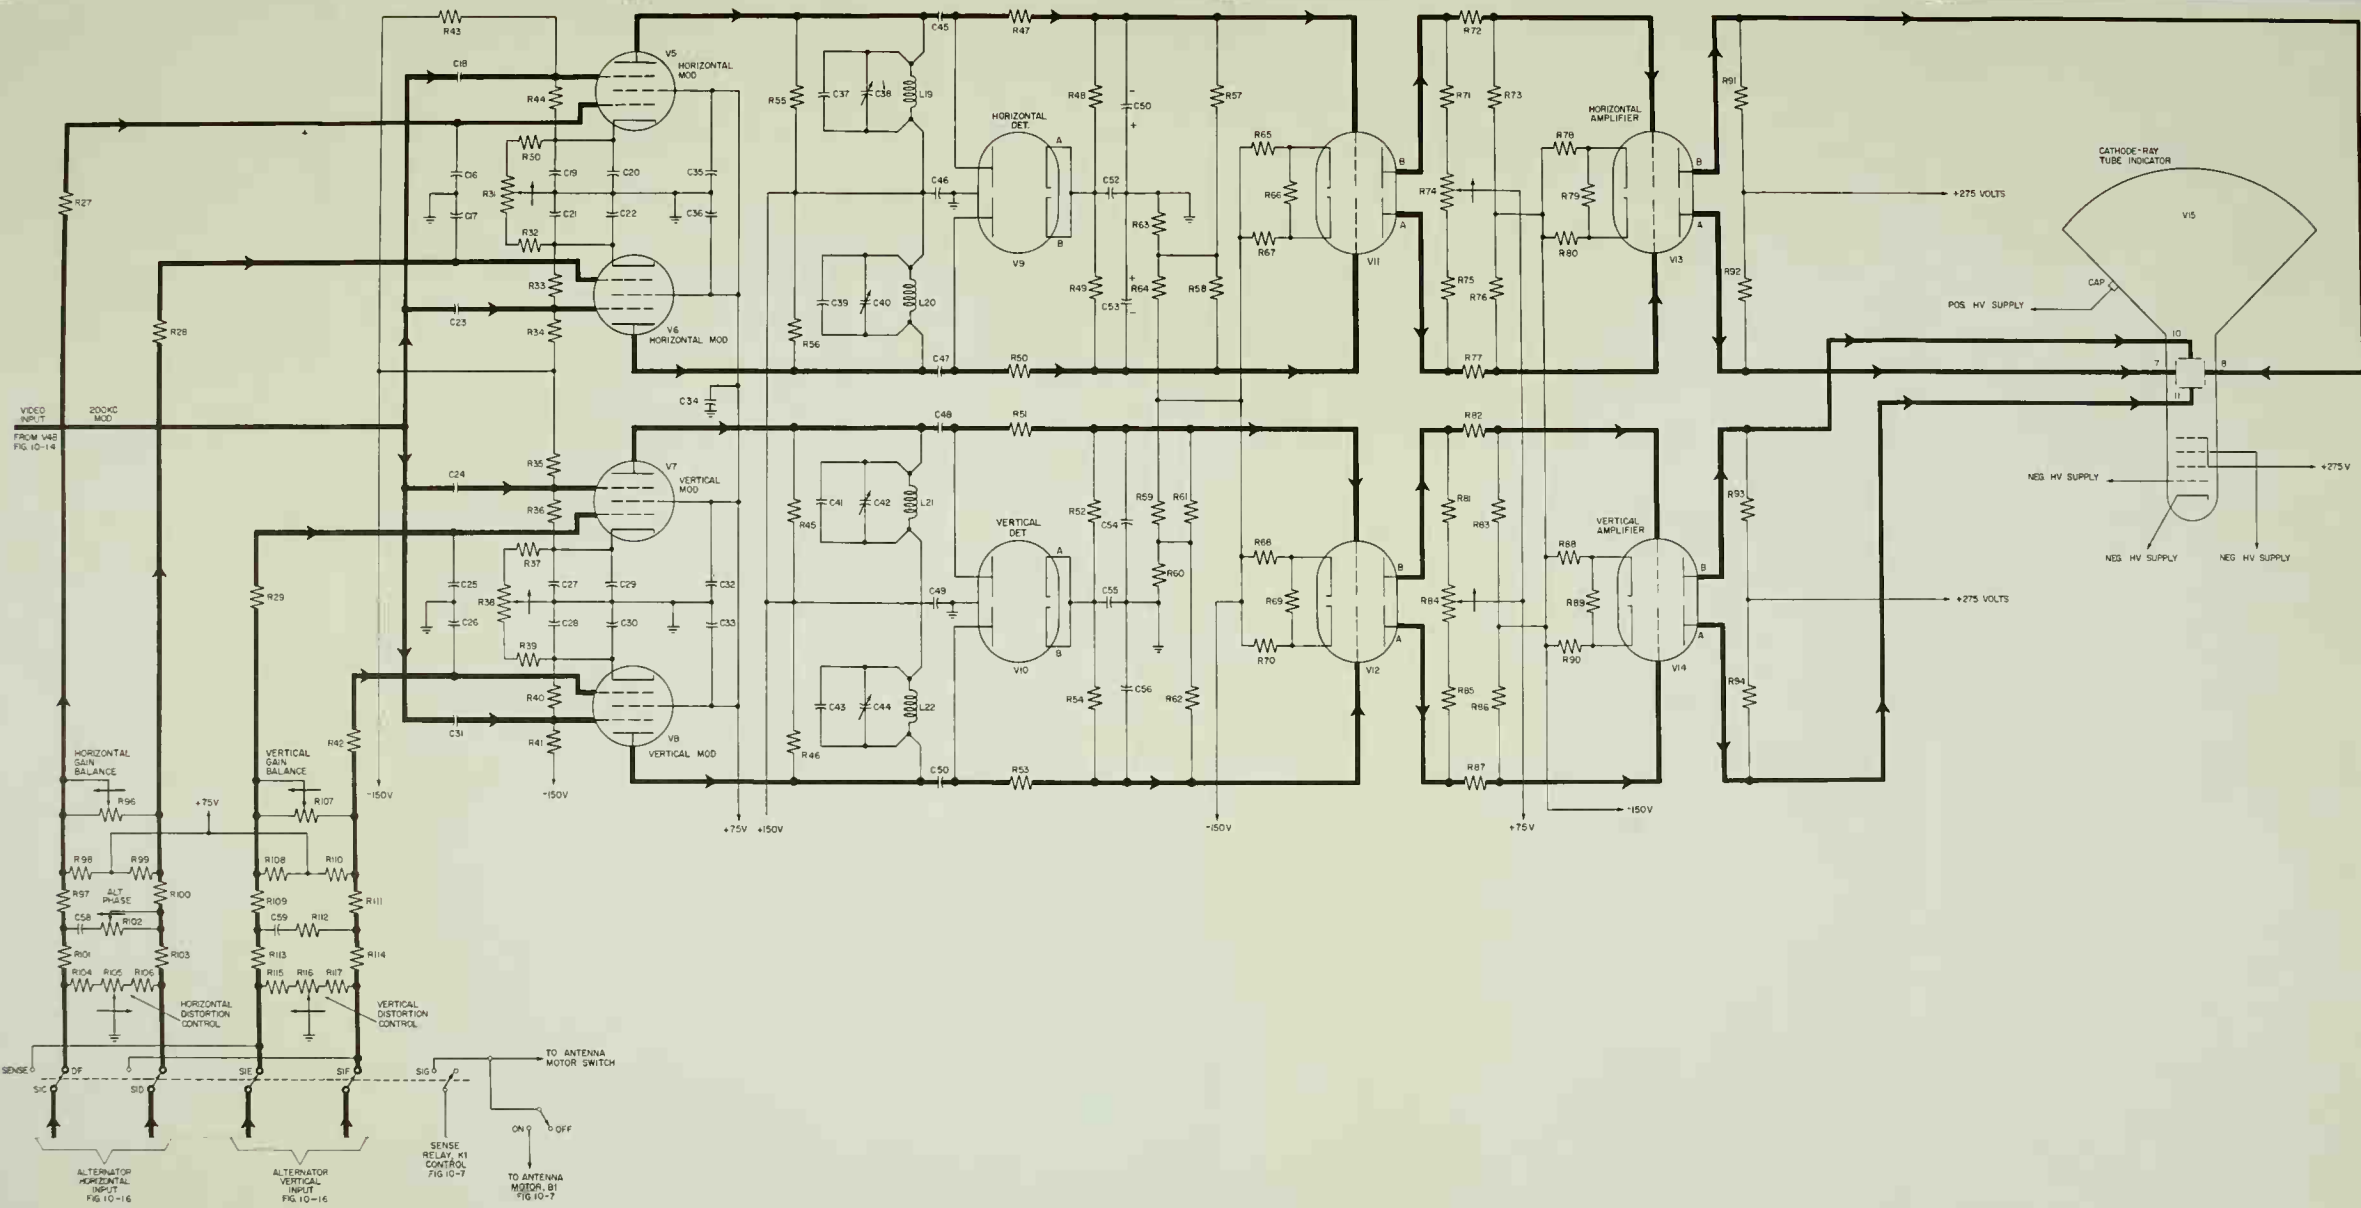 R43
C18
V5
HORIZONTAL
MOD
R44
R55
C37
C38
L19
C45
R47
HORIZONTAL
DET.
R48
C50
-
+
R57
R72
R71
R73
HORIZONTAL
AMPLIFIER
R91
CATHODE-RAY
TUBE INDICATOR
V15
R27
C16
C17
R30
R31
R32
C19
C20
C21
C22
C35
C36
C46
A
B
V9
C52
R63
R65
R66
R67
V11
B
A
R74
R78
R79
R80
V13
B
A
+275 VOLTS
R28
C23
R33
R34
V6
HORIZONTAL MOD
R56
C39
C40
L20
C47
R50
R49
+
C53
-
R64
R58
R75
R76
R77
R92
CAP
POS. HV SUPPLY
10
7
8
11
VIDEO
INPUT
200KC
MOD
FROM V48
FIG. 10-14
C34
C24
R35
R36
V7
VERTICAL
MOD
C48
R51
R82
R45
C41
C42
L21
VERTICAL
DET
R52
C54
R59
R61
R81
R83
VERTICAL
AMPLIFIER
R93
+275V
NEG HV SUPPLY
NEG. HV SUPPLY
NEG HV SUPPLY
R29
C25
C26
R37
R38
R39
C27
C28
C29
C30
C32
C33
C49
A
B
V10
C55
R60
R68
R69
R70
V12
B
A
R84
R88
R89
R90
V14
B
A
+275 VOLTS
R42
C31
R40
R41
V8
VERTICAL MOD
R46
C43
C44
L22
C50
R53
R54
C56
R62
R85
R86
R87
R94
-150V
-150V
+75V
+150V
-150V
+75V
-150V
HORIZONTAL
GAIN
BALANCE
R96
+75V
VERTICAL
GAIN
BALANCE
R107
R98
R99
R97
ALT
PHASE
R100
C58
R102
R101
R103
R104
R105
R106
HORIZONTAL
DISTORTION
CONTROL
R108
R110
R109
R111
C59
R112
R113
R114
R115
R116
R117
VERTICAL
DISTORTION
CONTROL
SENSE
DF
S1C
S1D
S1E
S1F
S1G
TO ANTENNA
MOTOR SWITCH
ON
OFF
SENSE
RELAY, K1
CONTROL
FIG 10-7
TO ANTENNA
MOTOR, B1
FIG 10-7
ALTERNATOR
HORIZONTAL
INPUT
FIG 10-16
ALTERNATOR
VERTICAL
INPUT
FIG. 10-16